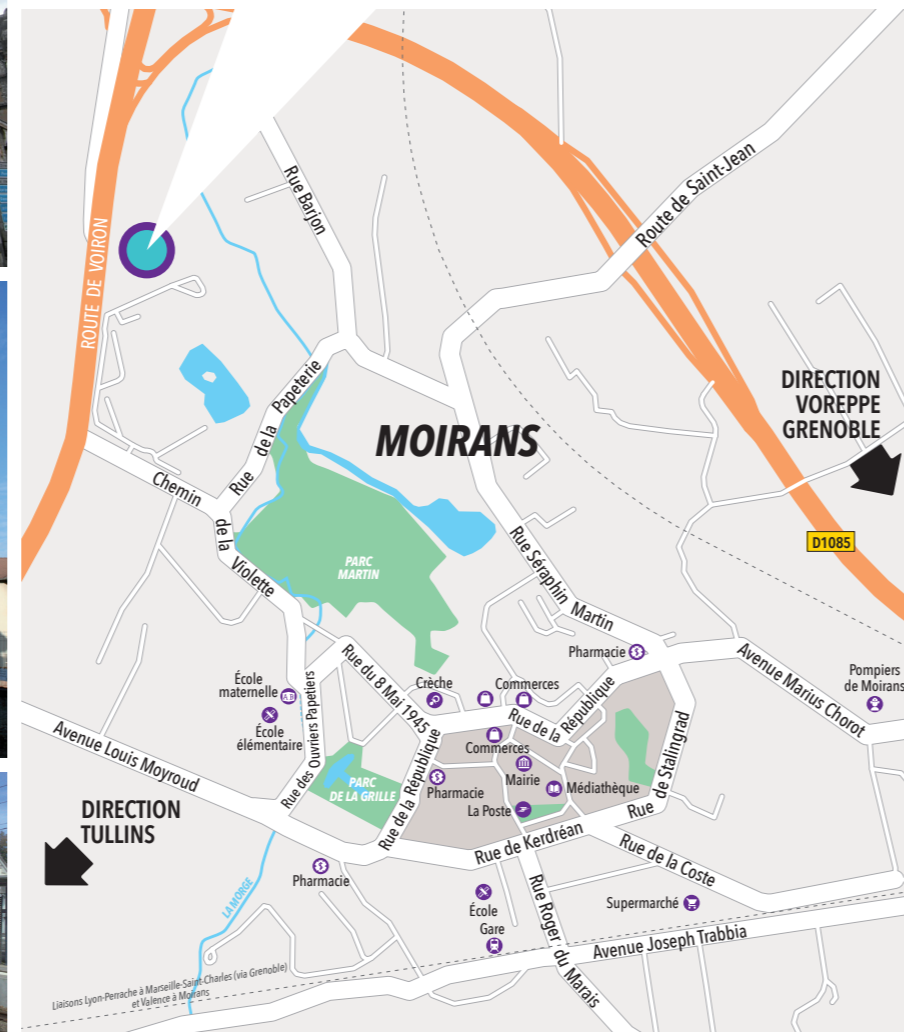 ROUTE DE VOIRON
Rue Barjon
Route de Saint-Jean
DIRECTION
VOREPPE
GRENOBLE
MOIRANS
Rue de la Papeterie
Chemin de la Violette
D1085
PARC
MARTIN
Rue Séraphin Martin
Pharmacie
Avenue Marius Chorot
Pompiers
de Moirans
École
maternelle
AB
École
élémentaire
Rue du 8 Mai 1945
Crèche
Commerces
Rue de la République
Commerces
Mairie
Médiathèque
La Poste
Rue de Stalingrad
Rue des Ouvriers Papetiers
Avenue Louis Moyroud
PARC
DE LA GRILLE
Rue de la République
Pharmacie
DIRECTION
TULLINS
Rue de Kerdréan
Rue de la Coste
Pharmacie
LA MORGE
École
Gare
Rue Roger du Marais
Supermarché
Avenue Joseph Trabbia
Liaisons Lyon-Perrache à Marseille-Saint-Charles (via Grenoble)
et Valence à Moirans